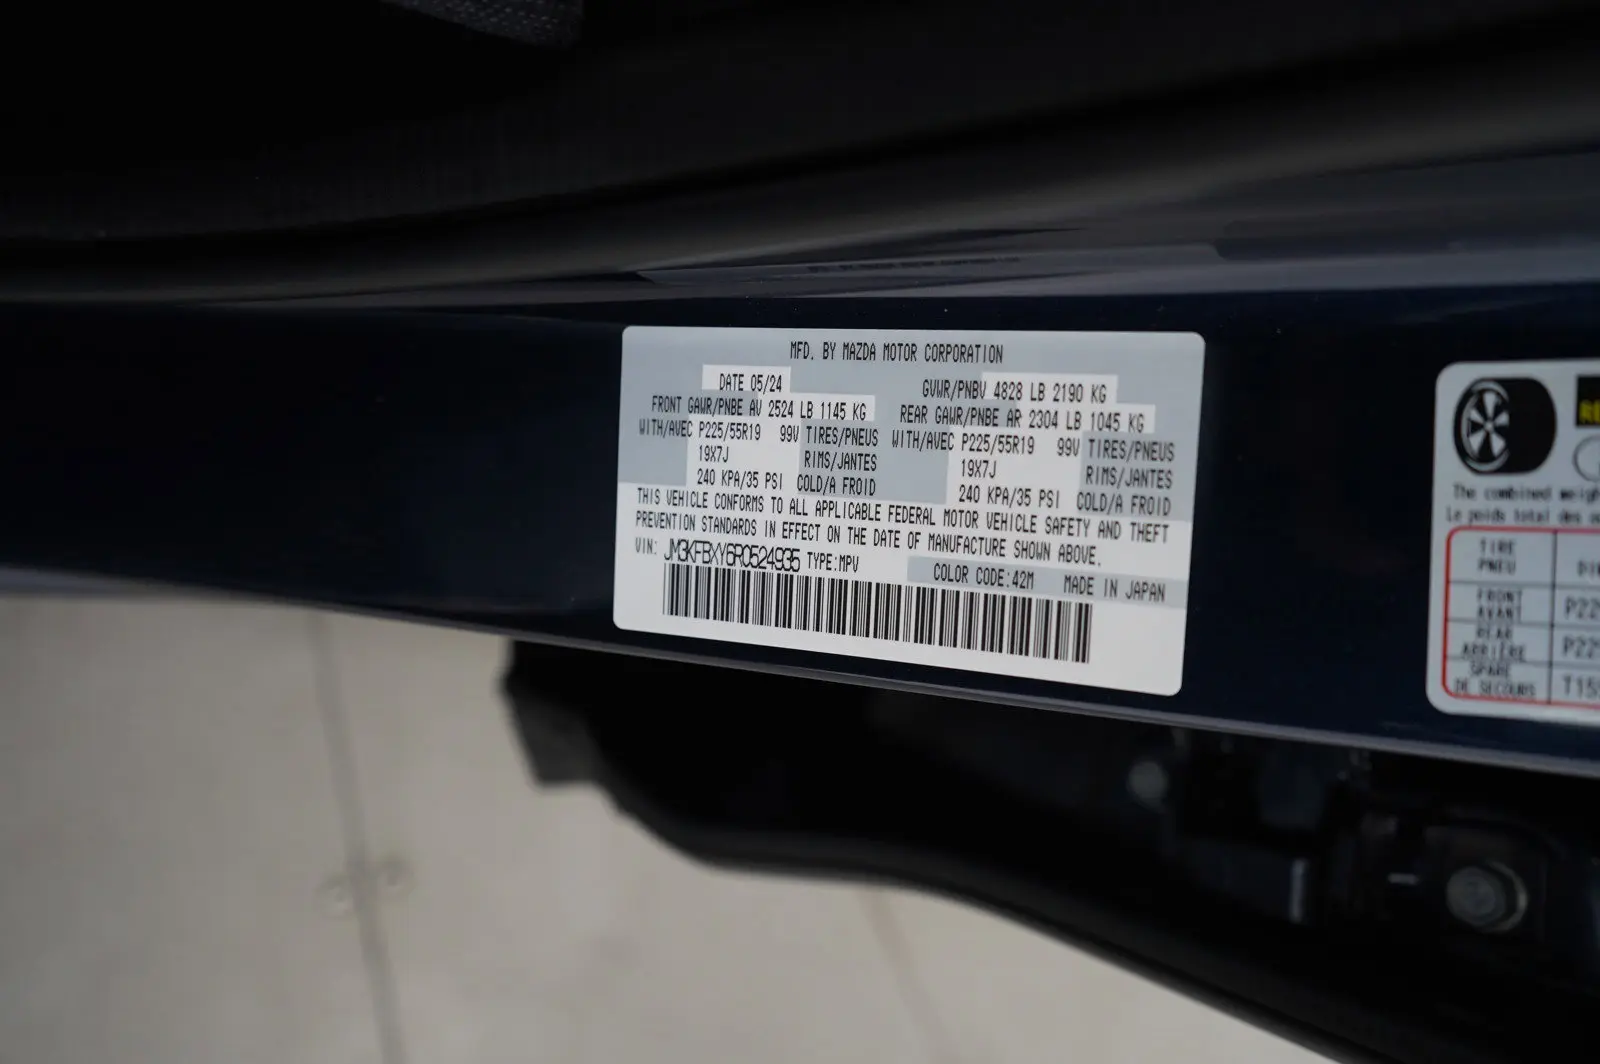 MFD. BY MAZDA MOTOR CORPORATION
DATE 05/24 GVWR/PNBV 4828 LB 2190 KG
FRONT GAWR/PNBE AV 2524 LB 1145 KG REAR GAWR/PNBE AR 2304 LB 1045 KG
WITH/AVEC P225/55R19 99V TIRES/PNEUS WITH/AVEC P225/55R19 99V TIRES/PNEUS
19X7J RIMS/JANTES 19X7J RIMS/JANTES
240 KPA/35 PSI COLD/A FROID 240 KPA/35 PSI COLD/A FROID
THIS VEHICLE CONFORMS TO ALL APPLICABLE FEDERAL MOTOR VEHICLE SAFETY AND THEFT
PREVENTION STANDARDS IN EFFECT ON THE DATE OF MANUFACTURE SHOWN ABOVE.
VIN: JM3KFBXY6R0524935 TYPE:MPV
COLOR CODE:42M MADE IN JAPAN
The combined
Le poids total des
TIRE
PNEU
FRONT
AVANT
REAR
ARRIÈRE
SPARE
DE SECOURS